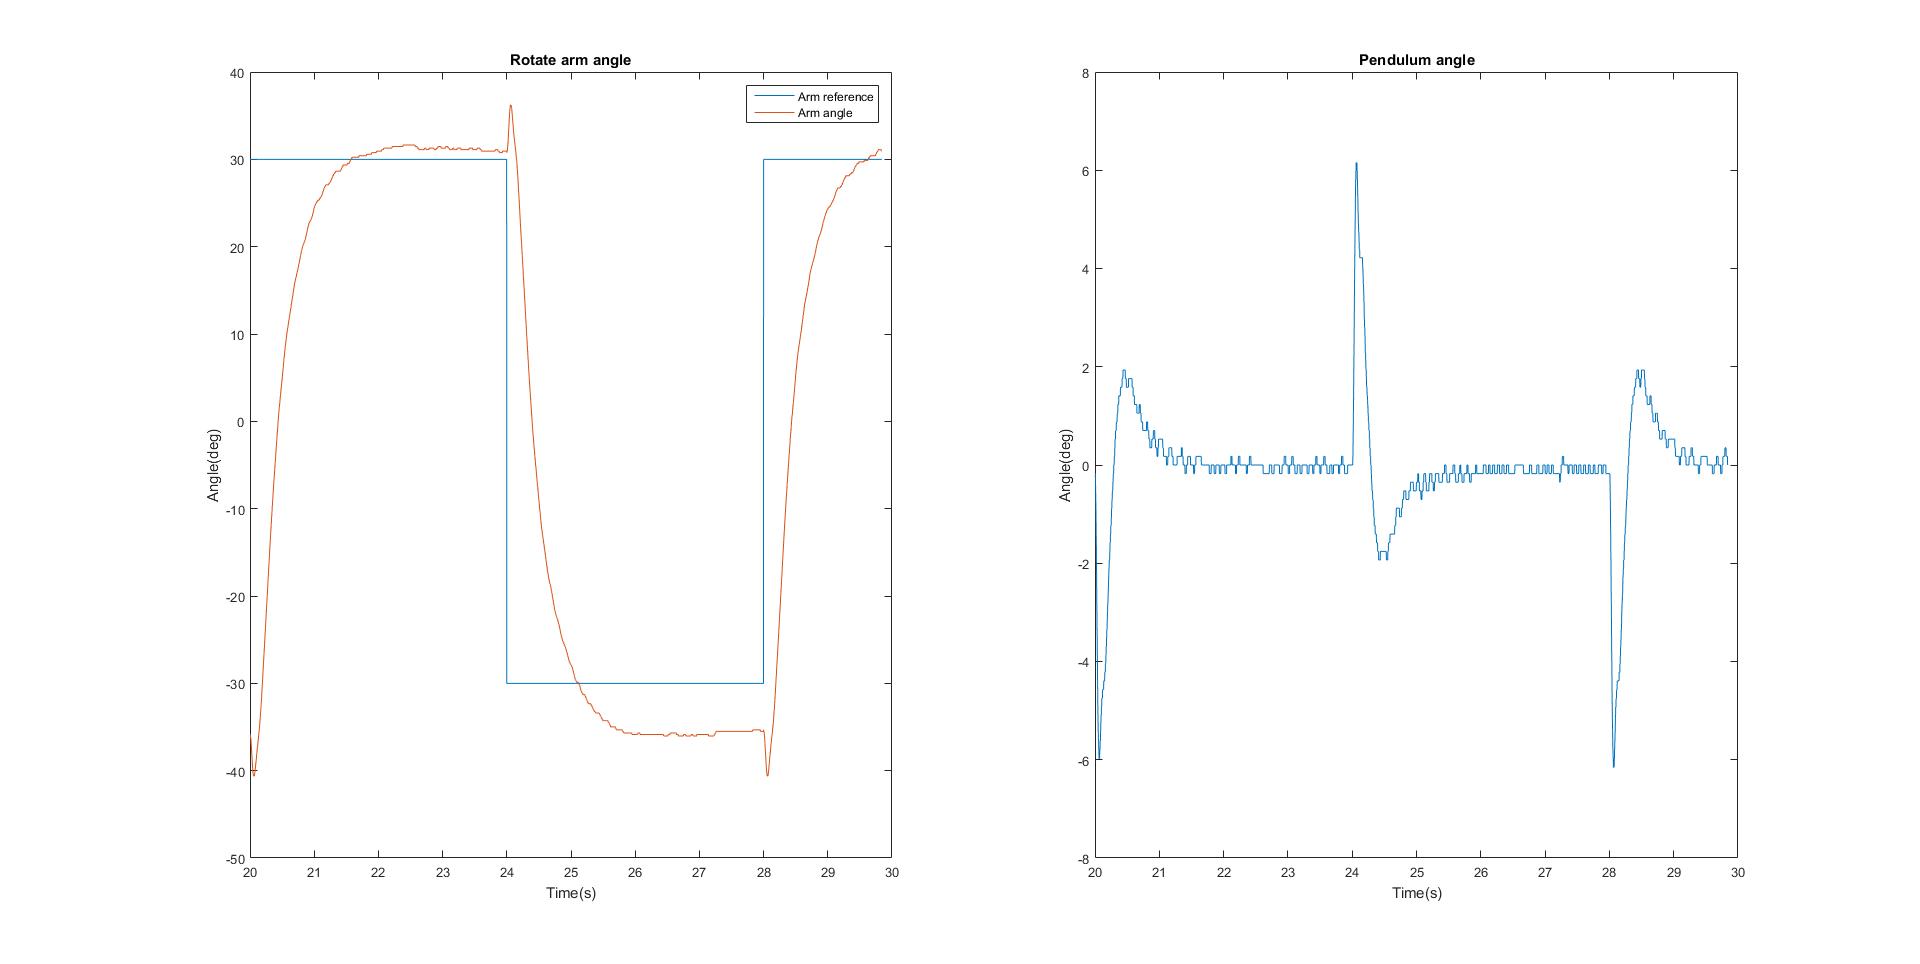 Rotate arm angle
Arm reference
Arm angle
40
30
20
10
0
-10
-20
-30
-40
-50
Angle(deg)
20 21 22 23 24 25 26 27 28 29 30
Time(s)
Pendulum angle
8
6
4
2
0
-2
-4
-6
-8
Angle(deg)
20 21 22 23 24 25 26 27 28 29 30
Time(s)